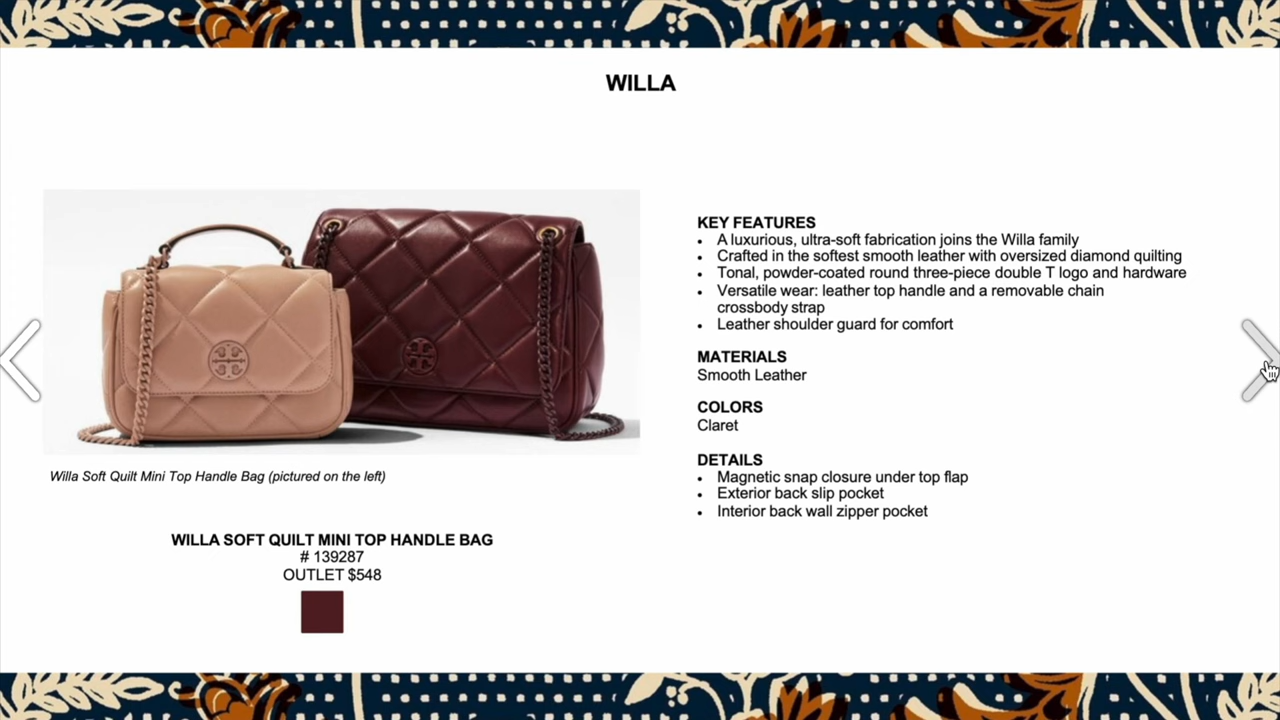 WILLA
KEY FEATURES
• A luxurious, ultra-soft fabrication joins the Willa family
• Crafted in the softest smooth leather with oversized diamond quilting
• Tonal, powder-coated round three-piece double T logo and hardware
• Versatile wear: leather top handle and a removable chain
crossbody strap
• Leather shoulder guard for comfort
MATERIALS
Smooth Leather
COLORS
Claret
DETAILS
• Magnetic snap closure under top flap
• Exterior back slip pocket
• Interior back wall zipper pocket
Willa Soft Quilt Mini Top Handle Bag (pictured on the left)
WILLA SOFT QUILT MINI TOP HANDLE BAG
# 139287
OUTLET $548